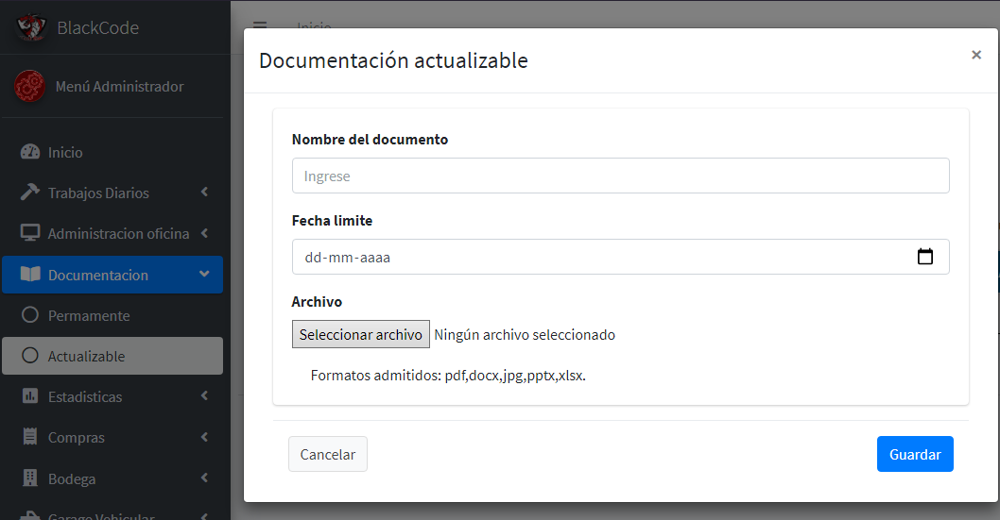 BlackCode
Menú Administrador
Inicio
Trabajos Diarios
Administracion oficina
Documentacion
Permamente
Actualizable
Estadisticas
Compras
Bodega
Garage Vehicular
Inicio
Documentación actualizable
×
Nombre del documento
Ingrese
Fecha limite
dd-mm-aaaa
Archivo
Seleccionar archivo Ningún archivo seleccionado
Formatos admitidos: pdf,docx,jpg,pptx,xlsx.
Cancelar
Guardar